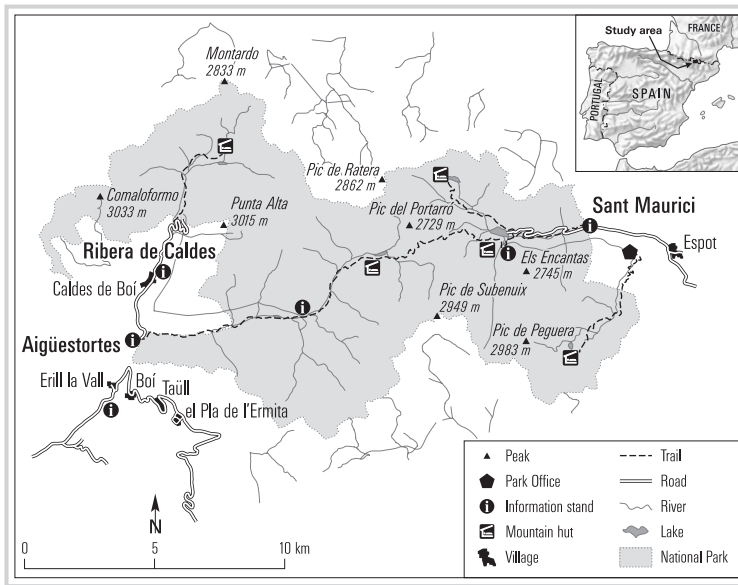 Montardo
2833 m
Study area
FRANCE
PORTUGAL
SPAIN
Pic de Ratera
2862 m
Comaloformo
3033 m
Punta Alta
3015 m
Pic del Portarró
2729 m
Sant Maurici
Espot
Ribera de Caldes
Caldes de Boí
Els Encantas
2745 m
Pic de Subenuix
2949 m
Pic de Peguera
2983 m
Aigüestortes
Erill la Vall
Boí
Taüll
el Pla de l'Ermita
N
0 5 10 km
Peak
Park Office
Information stand
Mountain hut
Village
Trail
Road
River
Lake
National Park